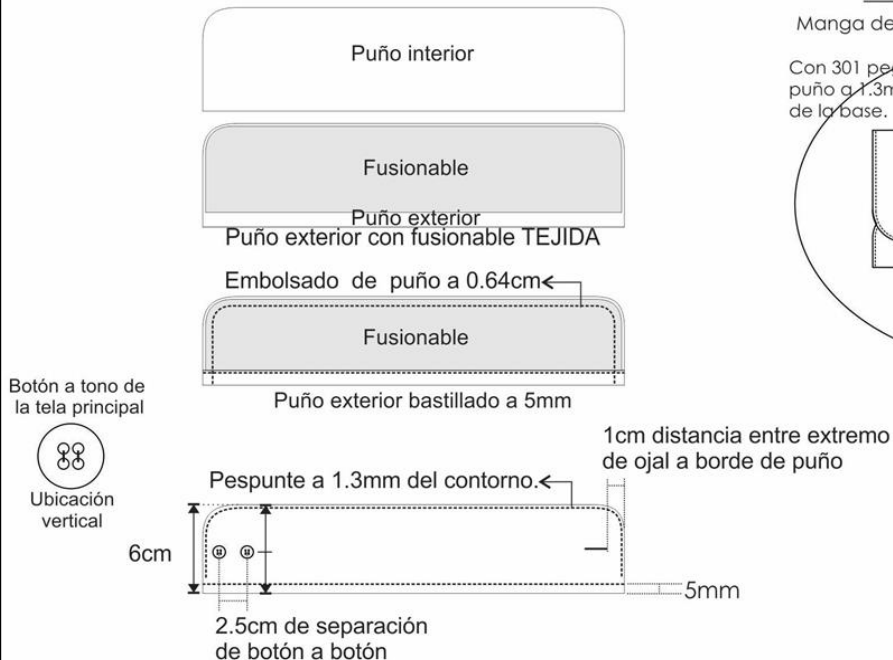 Puño interior
Fusionable
Puño exterior
Puño exterior con fusionable TEJIDA
Embolsado de puño a 0.64cm
Fusionable
Puño exterior bastillado a 5mm
Botón a tono de
la tela principal
Ubicación
vertical
Pespunte a 1.3mm del contorno.
1cm distancia entre extremo
de ojal a borde de puño
6cm
5mm
2.5cm de separación
de botón a botón
Manga de
Con 301
puño a 1.3m
de la base.